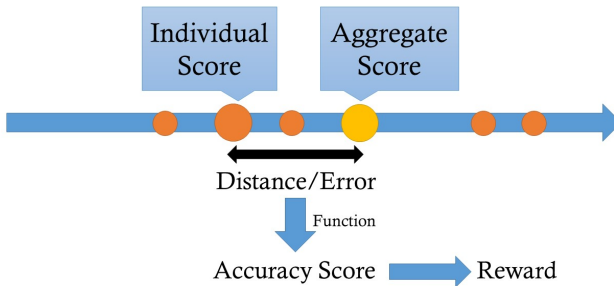 Individual
Score
Aggregate
Score
Distance/Error
Function
Accuracy Score
Reward